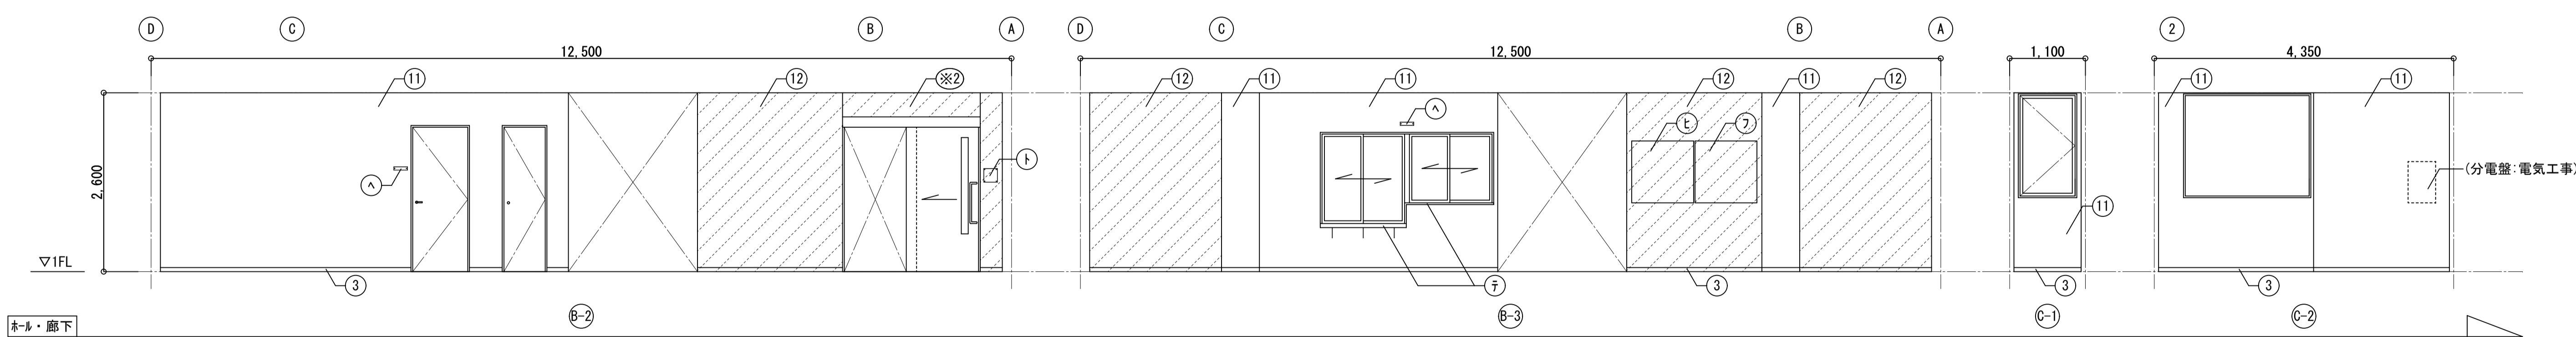 D C B A D C B A 2
12,500 12,500 1,100 4,350
11 12 ※2 12 11 11 12 11 12 11 11
ヘ
ヒ フ
ト
(分電盤:電気工事)
2,600
ヘ
11
▽1FL
3 テ 3 3 3
B-2 B-3 C-1 C-2
ホール・廊下